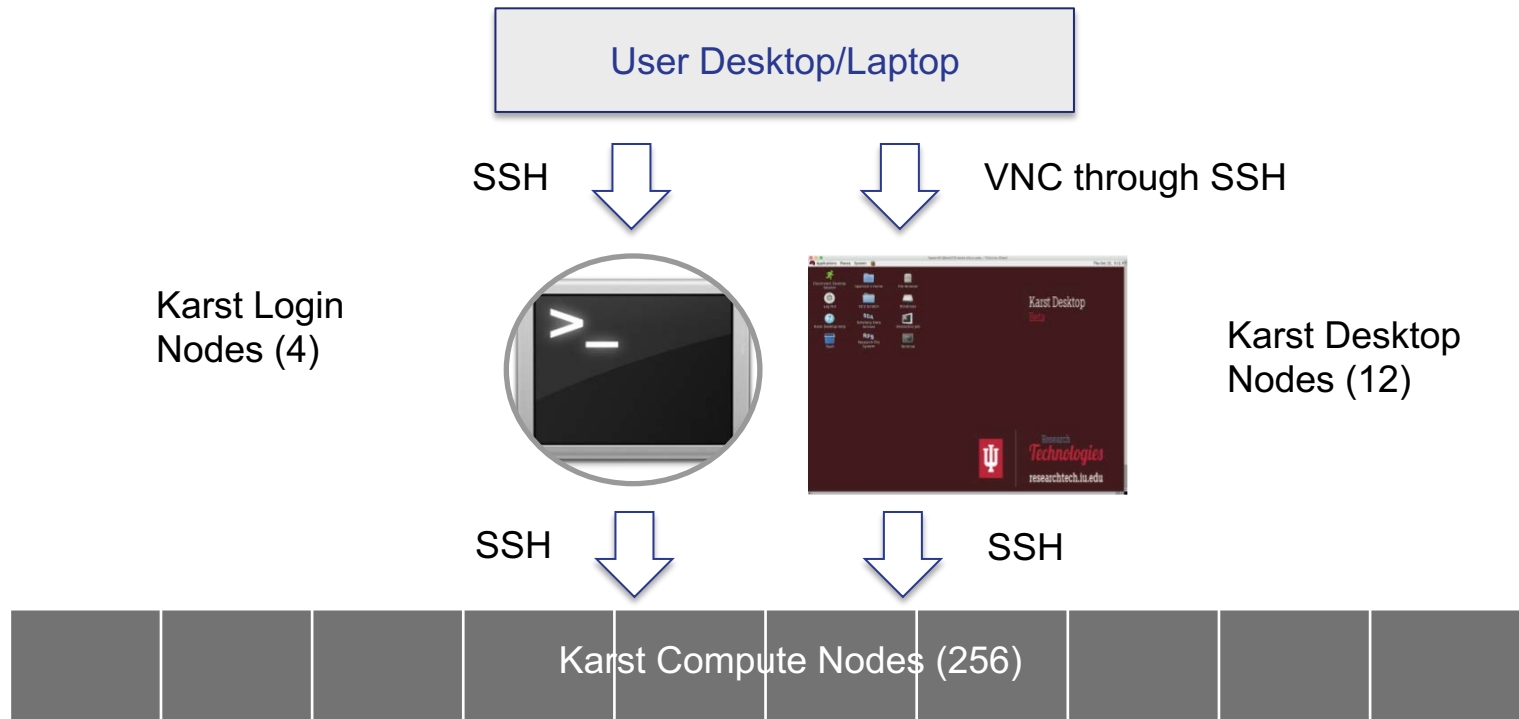 User Desktop/Laptop
SSH
VNC through SSH
Karst Login
Nodes (4)
>_
Karst Desktop
Beta
Research
Technologies
researchtech.iu.edu
Karst Desktop
Nodes (12)
SSH
SSH
Karst Compute Nodes (256)